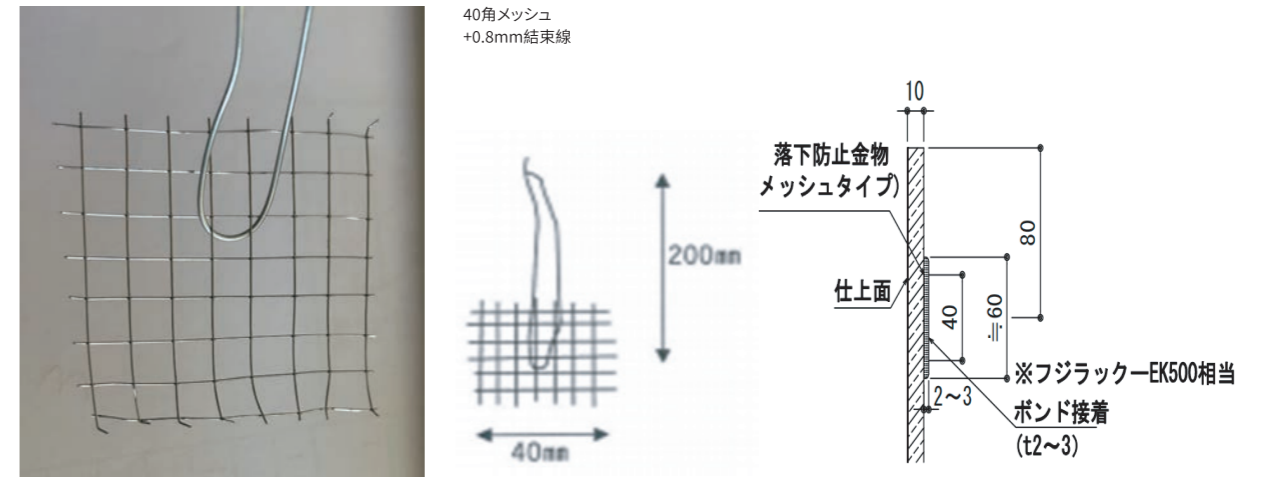 40角メッシュ
+0.8mm結束線
200mm
40mm
10
落下防止金物
メッシュタイプ)
80
仕上面
40
≒60
※フジラックーEK500相当
2～3
ボンド接着
(t2～3)